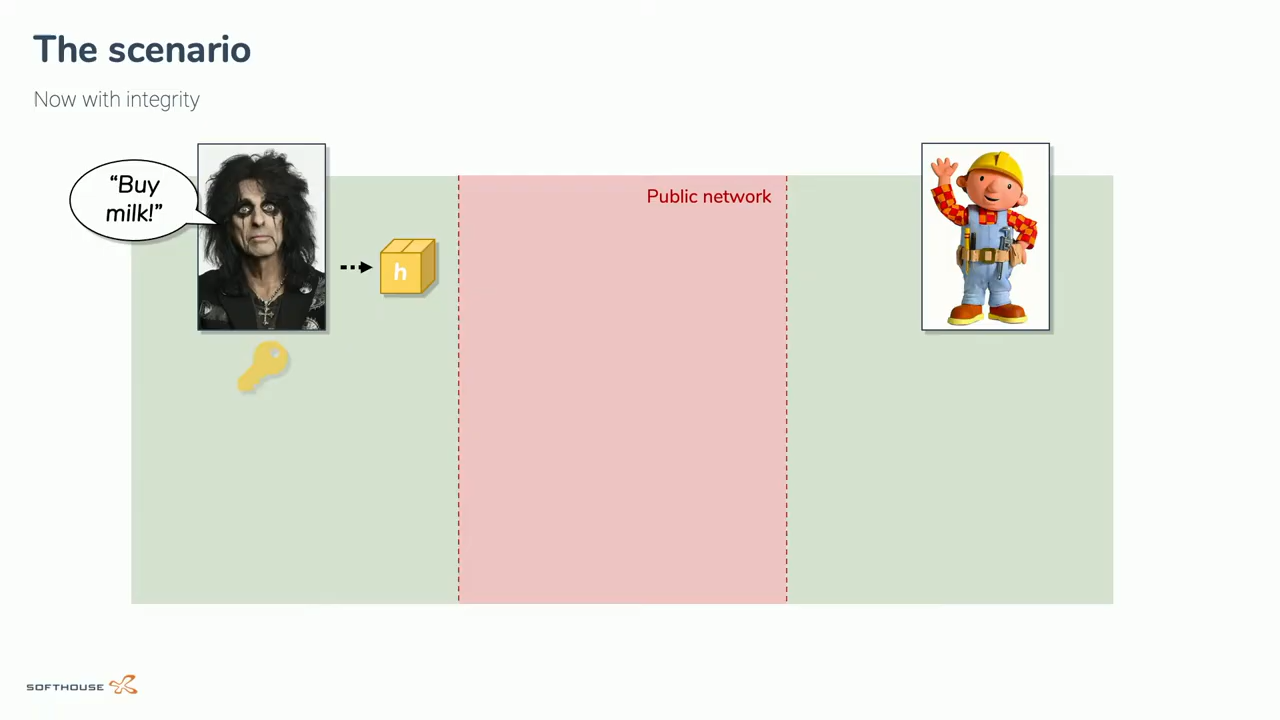 The scenario
Now with integrity
“Buy
milk!”
Public network
h
SOFTHOUSE